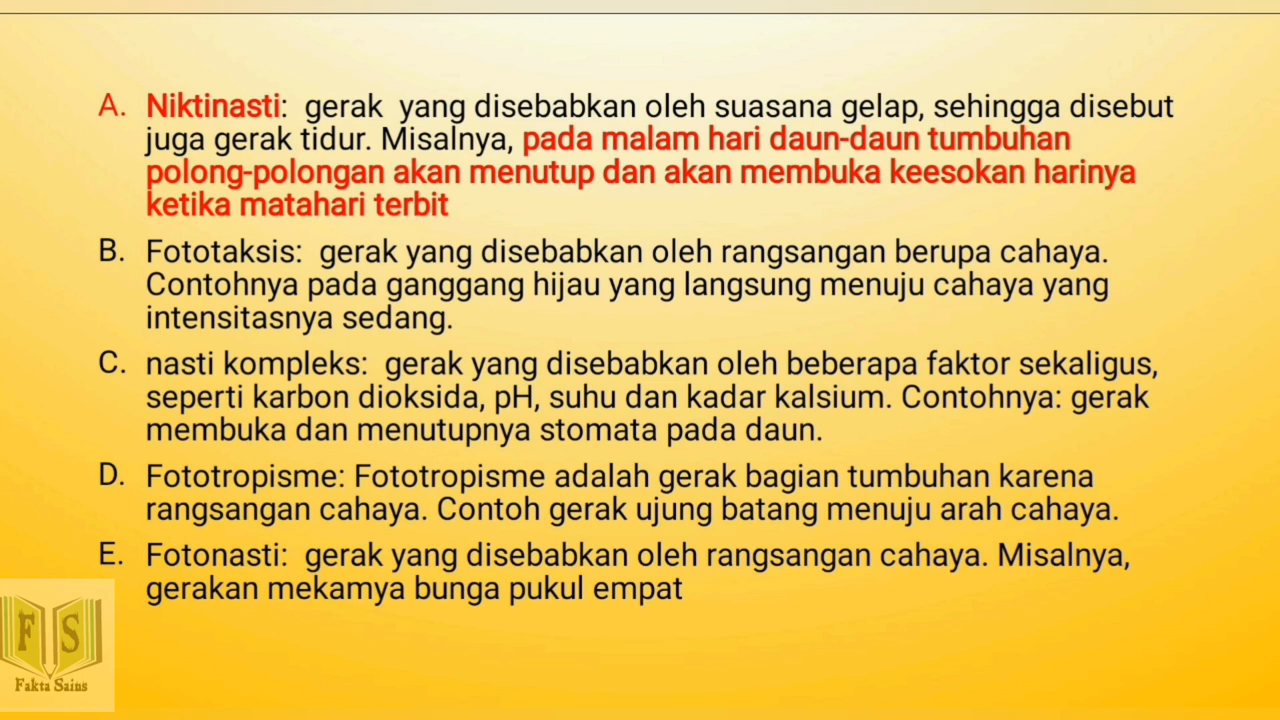 A. Niktinasti: gerak yang disebabkan oleh suasana gelap, sehingga disebut
juga gerak tidur. Misalnya, pada malam hari daun-daun tumbuhan
polong-polongan akan menutup dan akan membuka keesokan harinya
ketika matahari terbit
B. Fototaksis: gerak yang disebabkan oleh rangsangan berupa cahaya.
Contohnya pada ganggang hijau yang langsung menuju cahaya yang
intensitasnya sedang.
C. nasti kompleks: gerak yang disebabkan oleh beberapa faktor sekaligus,
seperti karbon dioksida, pH, suhu dan kadar kalsium. Contohnya: gerak
membuka dan menutupnya stomata pada daun.
D. Fototropisme: Fototropisme adalah gerak bagian tumbuhan karena
rangsangan cahaya. Contoh gerak ujung batang menuju arah cahaya.
E. Fotonasti: gerak yang disebabkan oleh rangsangan cahaya. Misalnya,
gerakan mekamya bunga pukul empat
FS
Fakta Sains